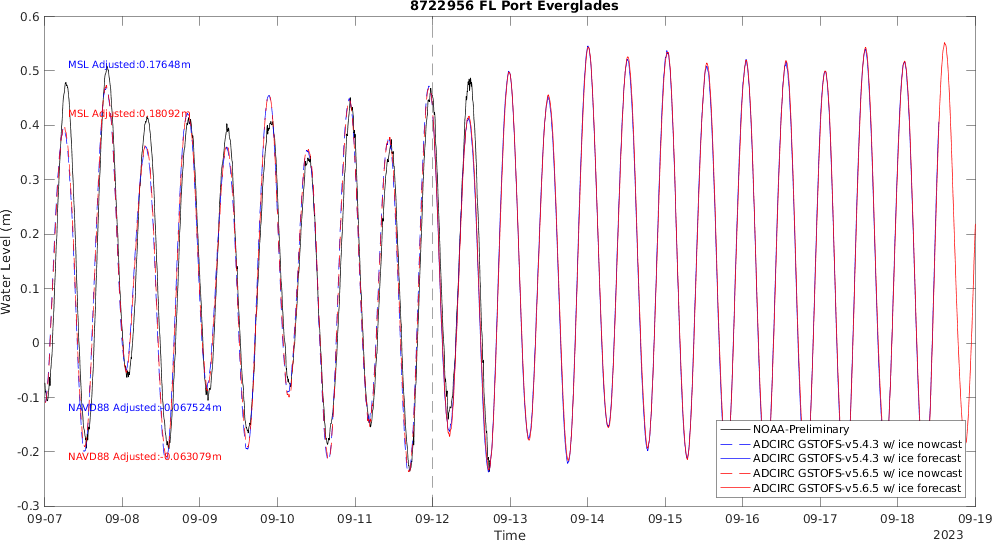 8722956 FL Port Everglades
0.6
0.5
0.4
0.3
0.2
0.1
0
-0.1
-0.2
-0.3
Water Level (m)
MSL Adjusted:0.17648m
MSL Adjusted:0.18092m
NAVD88 Adjusted:-0.067524m
NAVD88 Adjusted:-0.063079m
NOAA-Preliminary
ADCIRC GSTOFS-v5.4.3 w/ ice nowcast
ADCIRC GSTOFS-v5.4.3 w/ ice forecast
ADCIRC GSTOFS-v5.6.5 w/ ice nowcast
ADCIRC GSTOFS-v5.6.5 w/ ice forecast
09-07 09-08 09-09 09-10 09-11 09-12 09-13 09-14 09-15 09-16 09-17 09-18 09-19
Time
2023